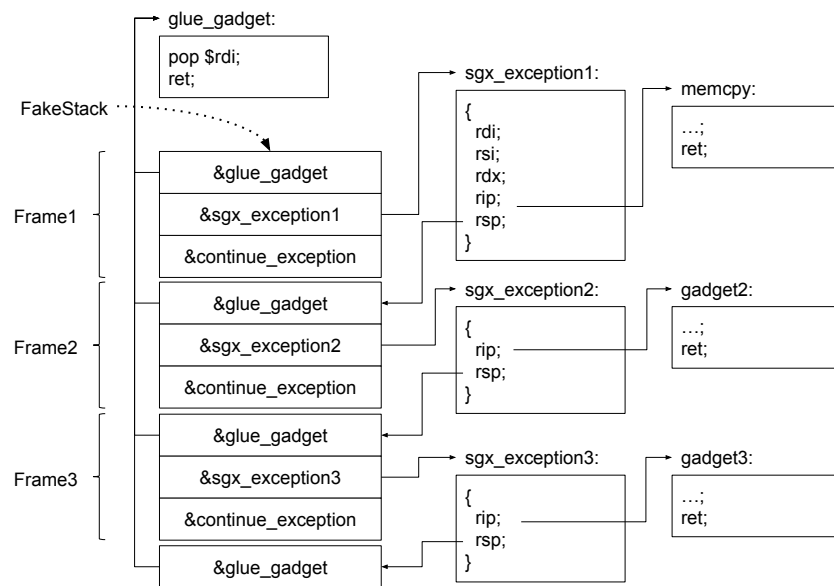 glue_gadget:
pop $rdi;
ret;
FakeStack
sgx_exception1:
{
rdi;
rsi;
rdx;
rip;
rsp;
}
memcpy:
...;
ret;
Frame1
&glue_gadget
&sgx_exception1
&continue_exception
Frame2
&glue_gadget
&sgx_exception2
&continue_exception
sgx_exception2:
{
rip;
rsp;
}
gadget2:
...;
ret;
Frame3
&glue_gadget
&sgx_exception3
&continue_exception
&glue_gadget
sgx_exception3:
{
rip;
rsp;
}
gadget3:
...;
ret;